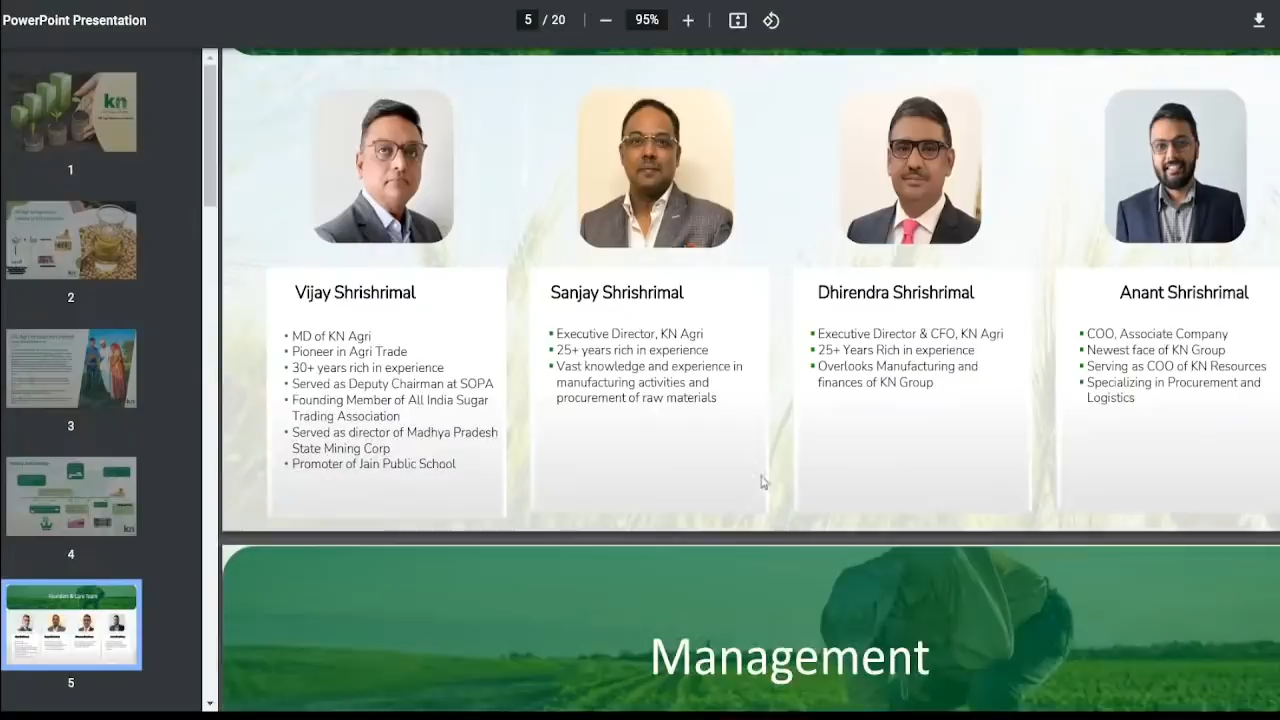 PowerPoint Presentation
5 / 20
95%
kn
1
2
3
kn
4
Founders & Core Team
5
Vijay Shrishrimal
• MD of KN Agri
• Pioneer in Agri Trade
• 30+ years rich in experience
• Served as Deputy Chairman at SOPA
• Founding Member of All India Sugar
Trading Association
• Served as director of Madhya Pradesh
State Mining Corp
• Promoter of Jain Public School
Sanjay Shrishrimal
▪ Executive Director, KN Agri
▪ 25+ years rich in experience
▪ Vast knowledge and experience in
manufacturing activities and
procurement of raw materials
Dhirendra Shrishrimal
▪ Executive Director & CFO, KN Agri
▪ 25+ Years Rich in experience
▪ Overlooks Manufacturing and
finances of KN Group
Anant Shrishrimal
▪ COO, Associate Company
▪ Newest face of KN Group
▪ Serving as COO of KN Resources
▪ Specializing in Procurement and
Logistics
Management